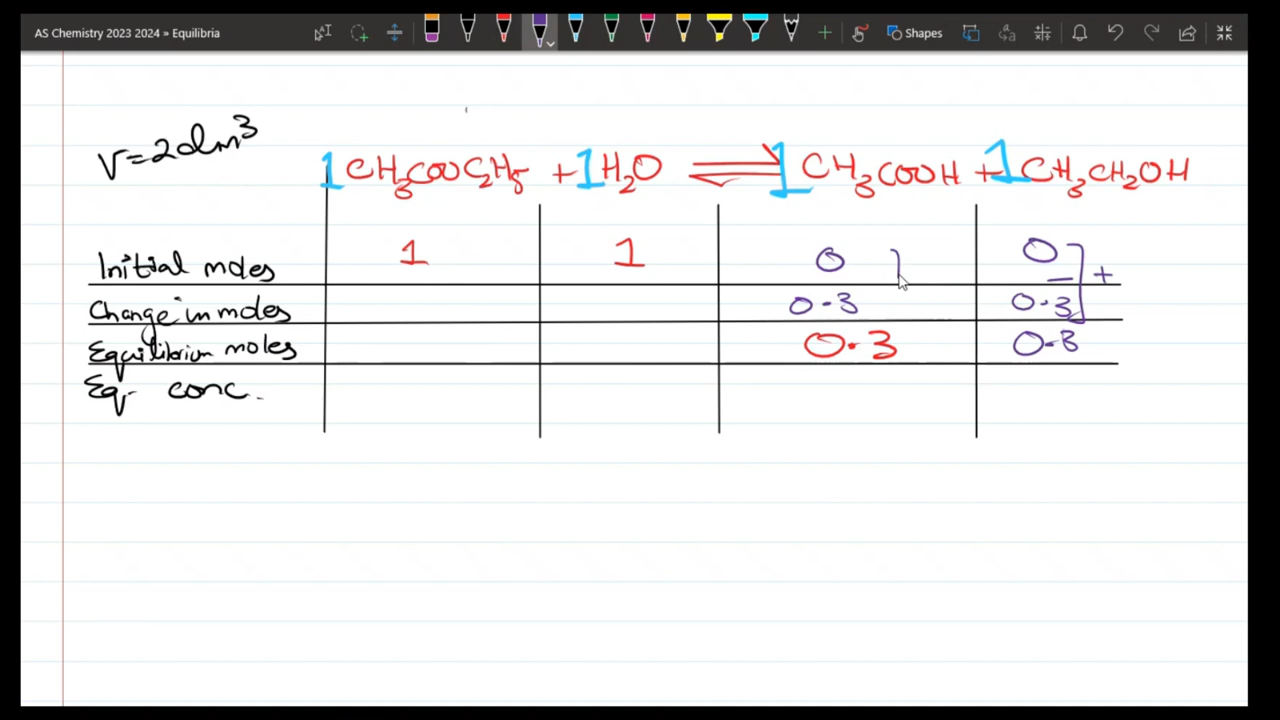 AS Chemistry 2023 2024 » Equilibria
Shapes
V=2dm³
1CH₃COOC₂H₅ + 1H₂O ⇌ 1CH₃COOH + 1CH₃CH₂OH
Initial moles 1 1 0 0
Change in moles 0.3 0.3 +
Equilibrium moles 0.3 0.3
Eq. conc.